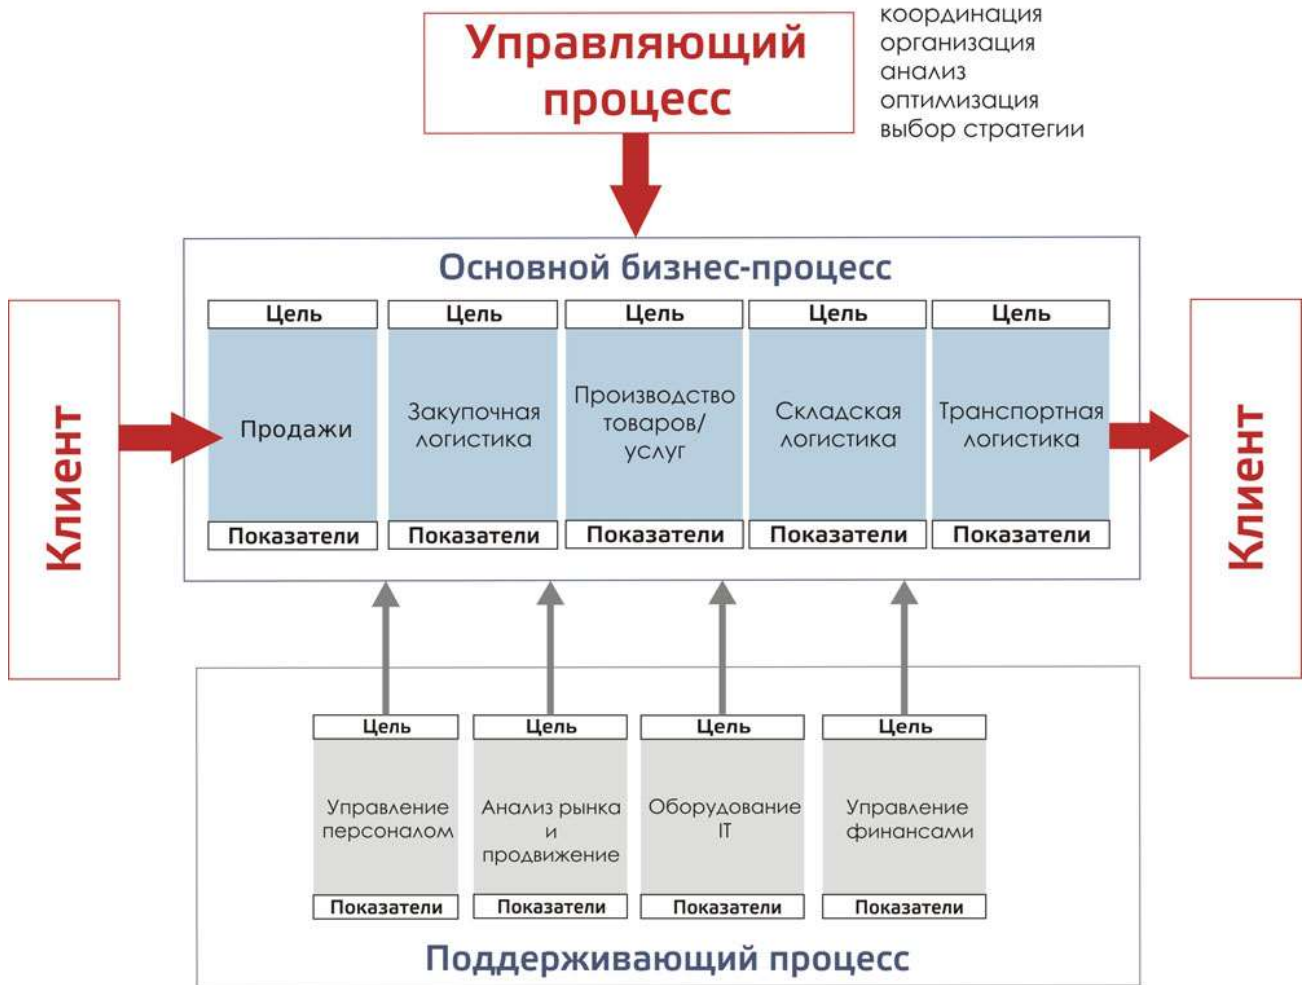 Управляющий
процесс
координация
организация
анализ
оптимизация
выбор стратегии
Основной бизнес-процесс
Клиент
Цель
Цель
Цель
Цель
Цель
Продажи
Закупочная
логистика
Производство
товаров/
услуг
Складская
логистика
Транспортная
логистика
Показатели
Показатели
Показатели
Показатели
Показатели
Клиент
Цель
Цель
Цель
Цель
Управление
персоналом
Анализ рынка
и
продвижение
Оборудование
IT
Управление
финансами
Показатели
Показатели
Показатели
Показатели
Поддерживающий процесс